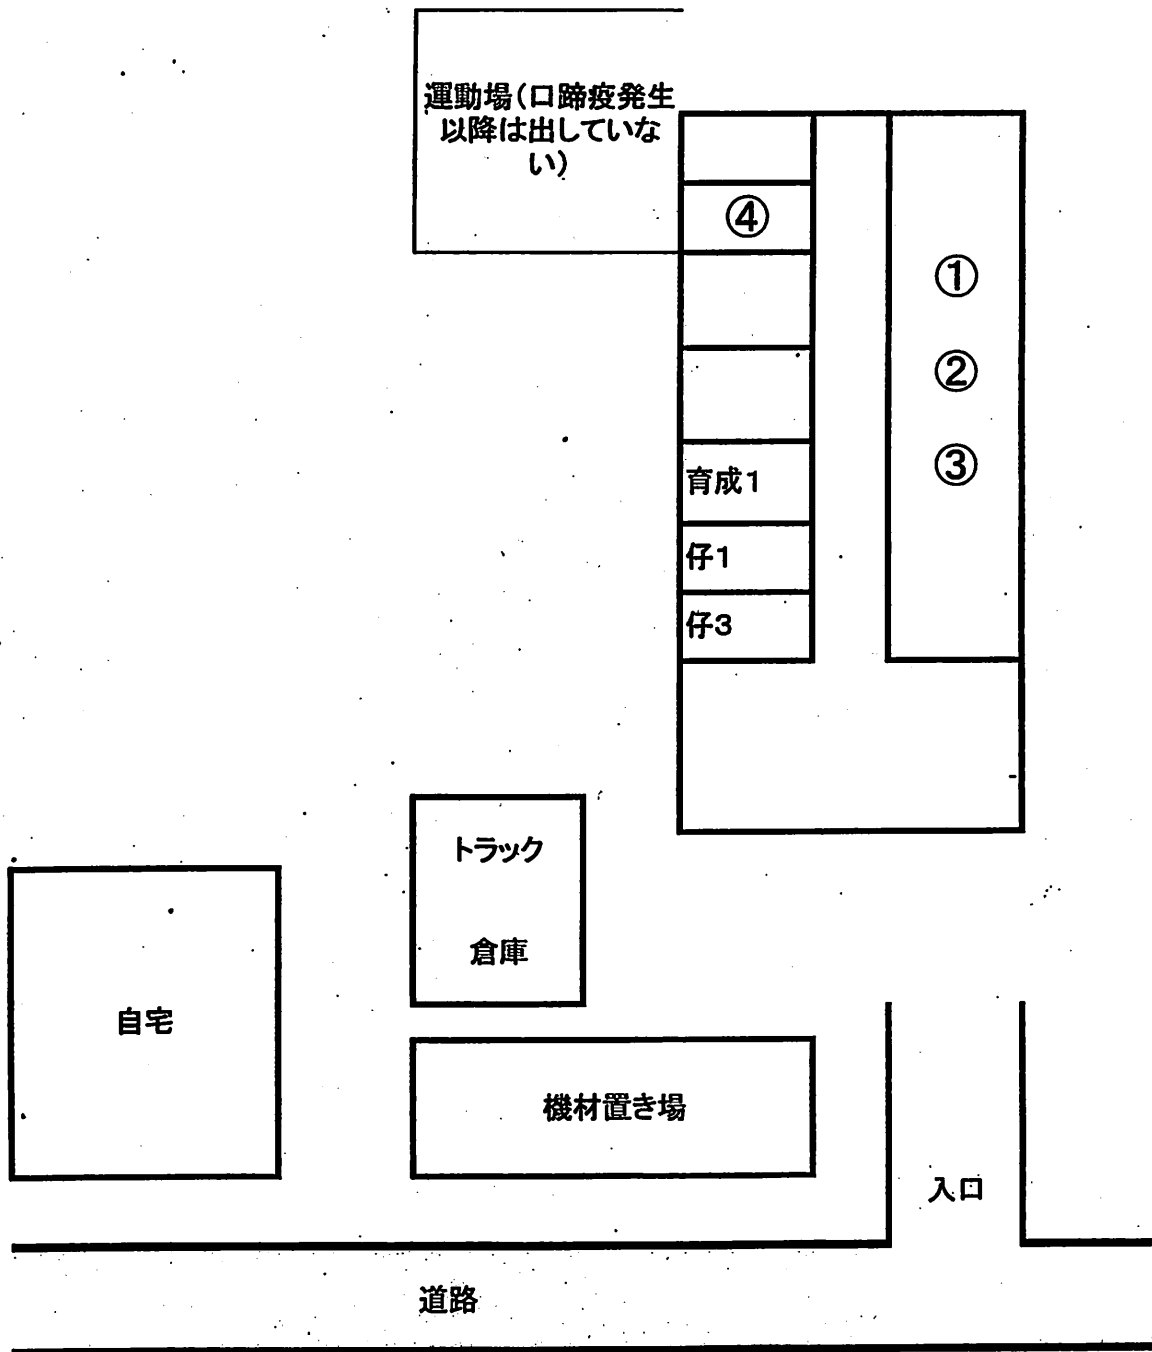 運動場(口蹄疫発生
以降は出していな
い)
④
①
②
③
育成1
仔1
仔3
トラック
倉庫
自宅
機材置き場
入口
道路